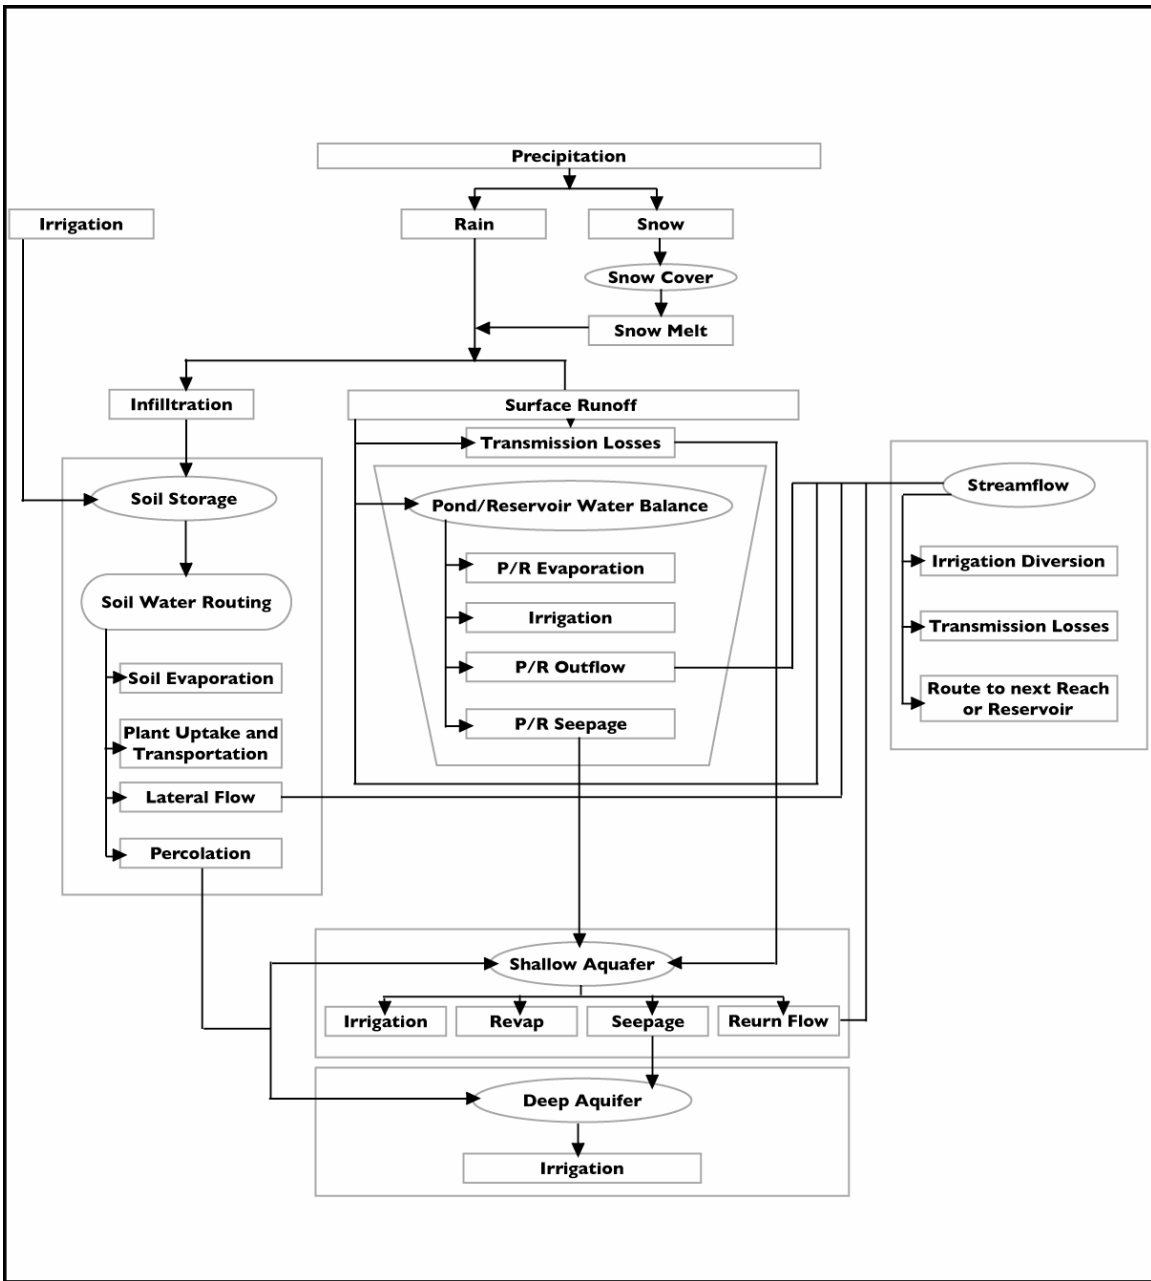 Precipitation
Irrigation
Rain
Snow
Snow Cover
Snow Melt
Infilltration
Surface Runoff
Transmission Losses
Soil Storage
Pond/Reservoir Water Balance
Streamflow
P/R Evaporation
Irrigation Diversion
Soil Water Routing
Irrigation
Transmission Losses
P/R Outflow
Soil Evaporation
Route to next Reach
or Reservoir
P/R Seepage
Plant Uptake and
Transportation
Lateral Flow
Percolation
Shallow Aquafer
Irrigation
Revap
Seepage
Reurn Flow
Deep Aquifer
Irrigation